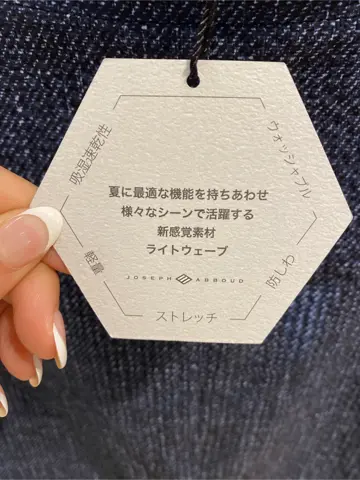 吸湿速乾性
ウォッシャブル
夏に最適な機能を持ちあわせ
様々なシーンで活躍する
新感覚素材
ライトウェーブ
JOSEPH ABBOUD
軽量
防しわ
ストレッチ